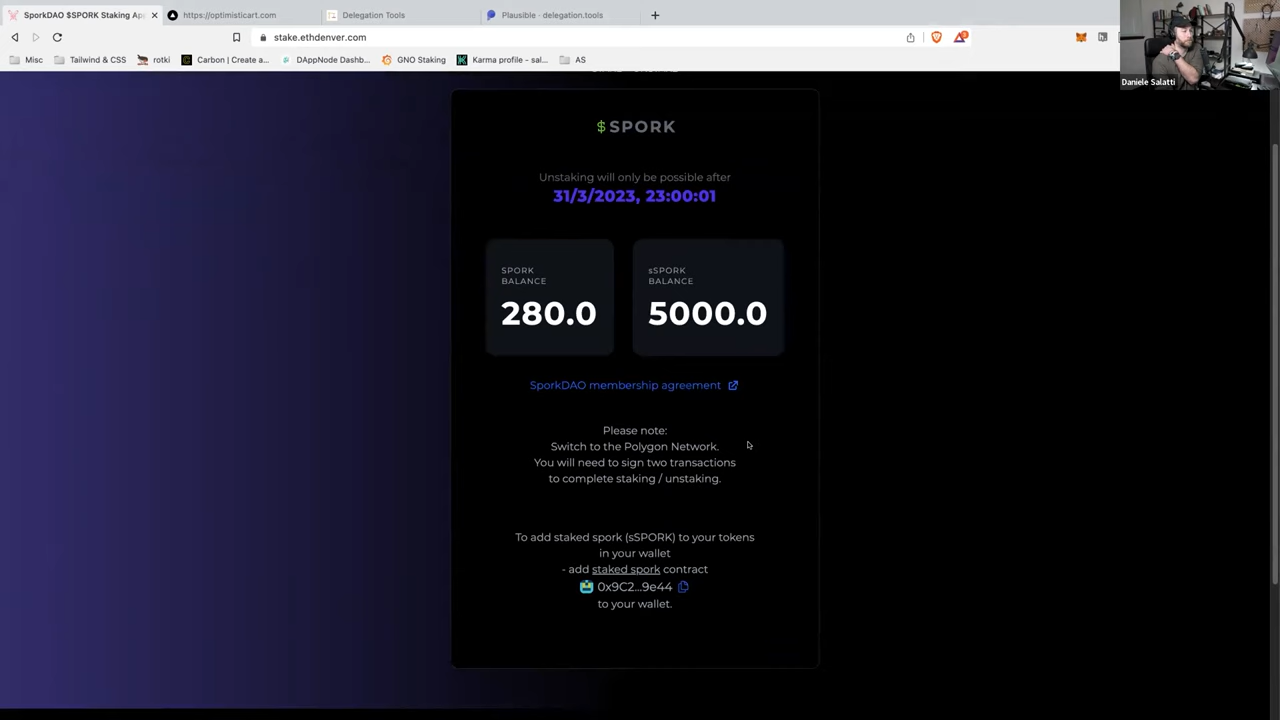 SporkDAO $SPORK Staking Ap
https://optimisticart.com
Delegation Tools
Plausible · delegation.tools
stake.ethdenver.com
Misc
Tailwind & CSS
rotki
Carbon | Create a...
DAppNode Dashb...
GNO Staking
Karma profile - sal...
AS
Daniele Salatti
$SPORK
Unstaking will only be possible after
31/3/2023, 23:00:01
SPORK
BALANCE
280.0
sSPORK
BALANCE
5000.0
SporkDAO membership agreement
Please note:
Switch to the Polygon Network.
You will need to sign two transactions
to complete staking / unstaking.
To add staked spork (sSPORK) to your tokens
in your wallet
- add staked spork contract
0x9C2...9e44
to your wallet.